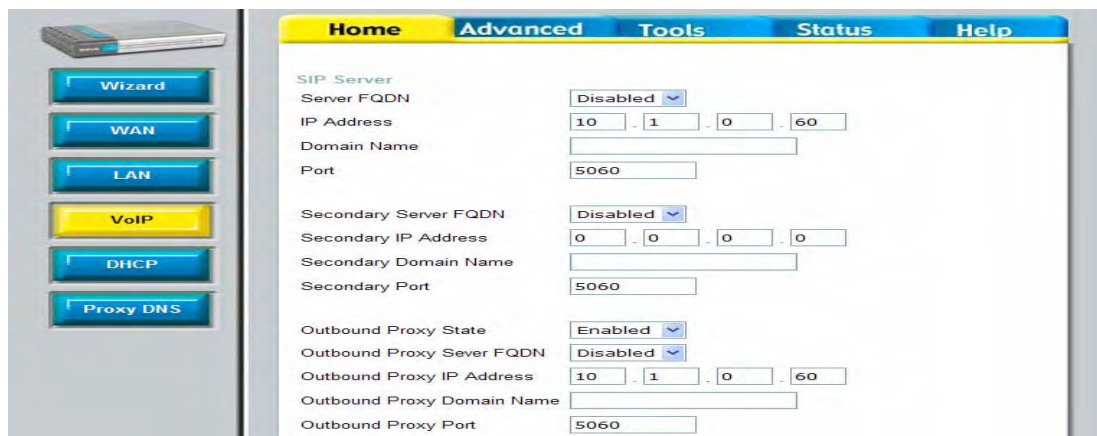 Home Advanced Tools Status Help
Wizard
WAN
LAN
VoIP
DHCP
Proxy DNS
SIP Server
Server FQDN Disabled
IP Address 10 . 1 . 0 . 60
Domain Name
Port 5060
Secondary Server FQDN Disabled
Secondary IP Address 0 . 0 . 0 . 0
Secondary Domain Name
Secondary Port 5060
Outbound Proxy State Enabled
Outbound Proxy Sever FQDN Disabled
Outbound Proxy IP Address 10 . 1 . 0 . 60
Outbound Proxy Domain Name
Outbound Proxy Port 5060